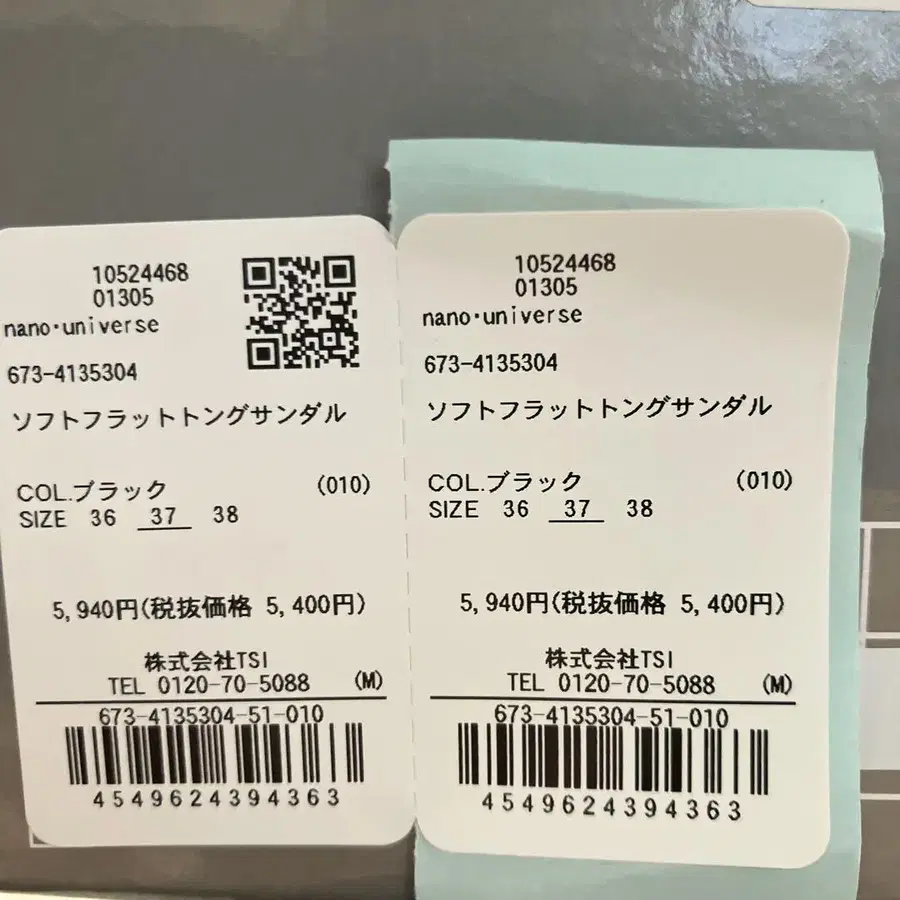 10524468
01305
nano・universe
673-4135304
ソフトフラットトングサンダル
COL.ブラック (010)
SIZE 36 37 38
5,940円(税抜価格 5,400円)
株式会社TSI
TEL 0120-70-5088 (M)
673-4135304-51-010
4549624394363
10524468
01305
nano・universe
673-4135304
ソフトフラットトングサンダル
COL.ブラック (010)
SIZE 36 37 38
5,940円(税抜価格 5,400円)
株式会社TSI
TEL 0120-70-5088 (M)
673-4135304-51-010
4549624394363